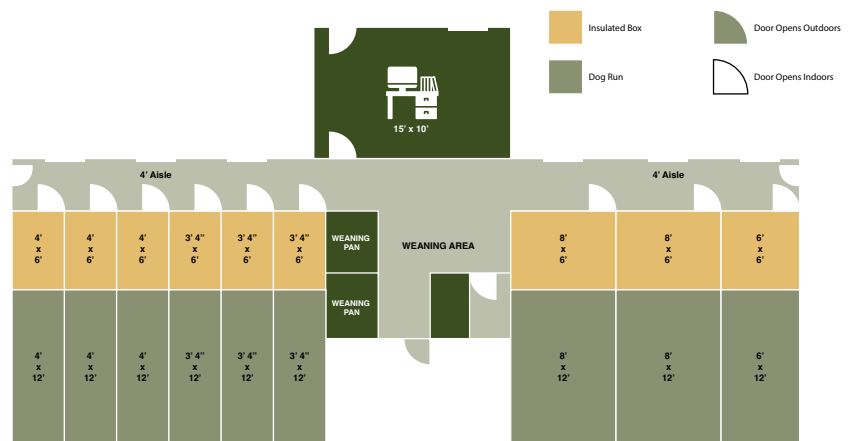 Insulated Box
Door Opens Outdoors
Dog Run
Door Opens Indoors
15’ x 10’
4’ Aisle
4’ Aisle
4’
x
6’
4’
x
6’
4’
x
6’
3’ 4”
x
6’
3’ 4”
x
6’
3’ 4”
x
6’
WEANING
PAN
WEANING AREA
8’
x
6’
8’
x
6’
6’
x
6’
WEANING
PAN
4’
x
12’
4’
x
12’
4’
x
12’
3’ 4”
x
12’
3’ 4”
x
12’
3’ 4”
x
12’
8’
x
12’
8’
x
12’
6’
x
12’